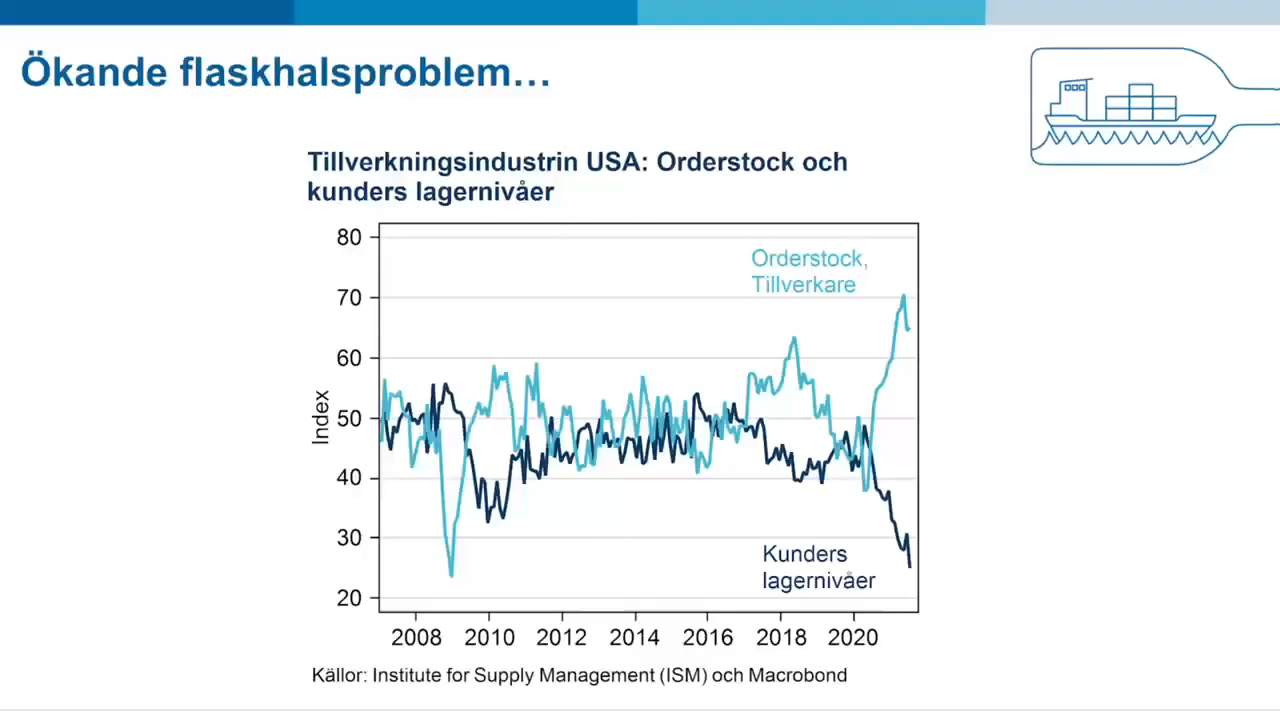 Ökande flaskhalsproblem…
Tillverkningsindustrin USA: Orderstock och
kunders lagernivåer
80
70
60
50
40
30
20
Index
Orderstock,
Tillverkare
Kunders
lagernivåer
2008 2010 2012 2014 2016 2018 2020
Källor: Institute for Supply Management (ISM) och Macrobond